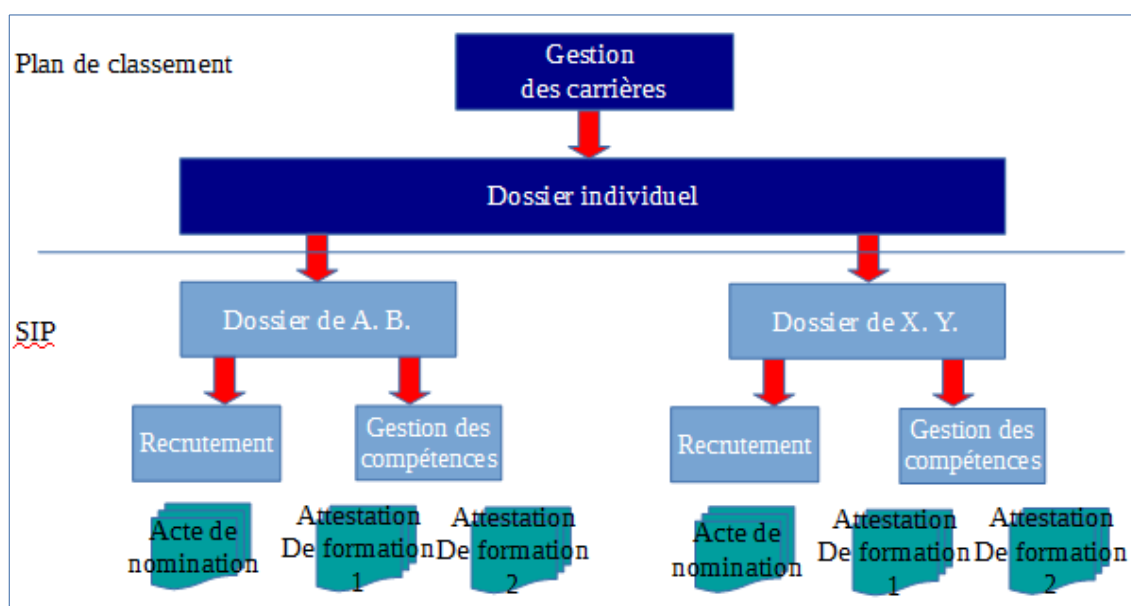 Plan de classement
Gestion
des carrières
Dossier individuel
SIP
Dossier de A. B.
Dossier de X. Y.
Recrutement
Gestion des
compétences
Recrutement
Gestion des
compétences
Acte de
nomination
Attestation
De formation
1
Attestation
De formation
2
Acte de
nomination
Attestation
De formation
1
Attestation
De formation
2